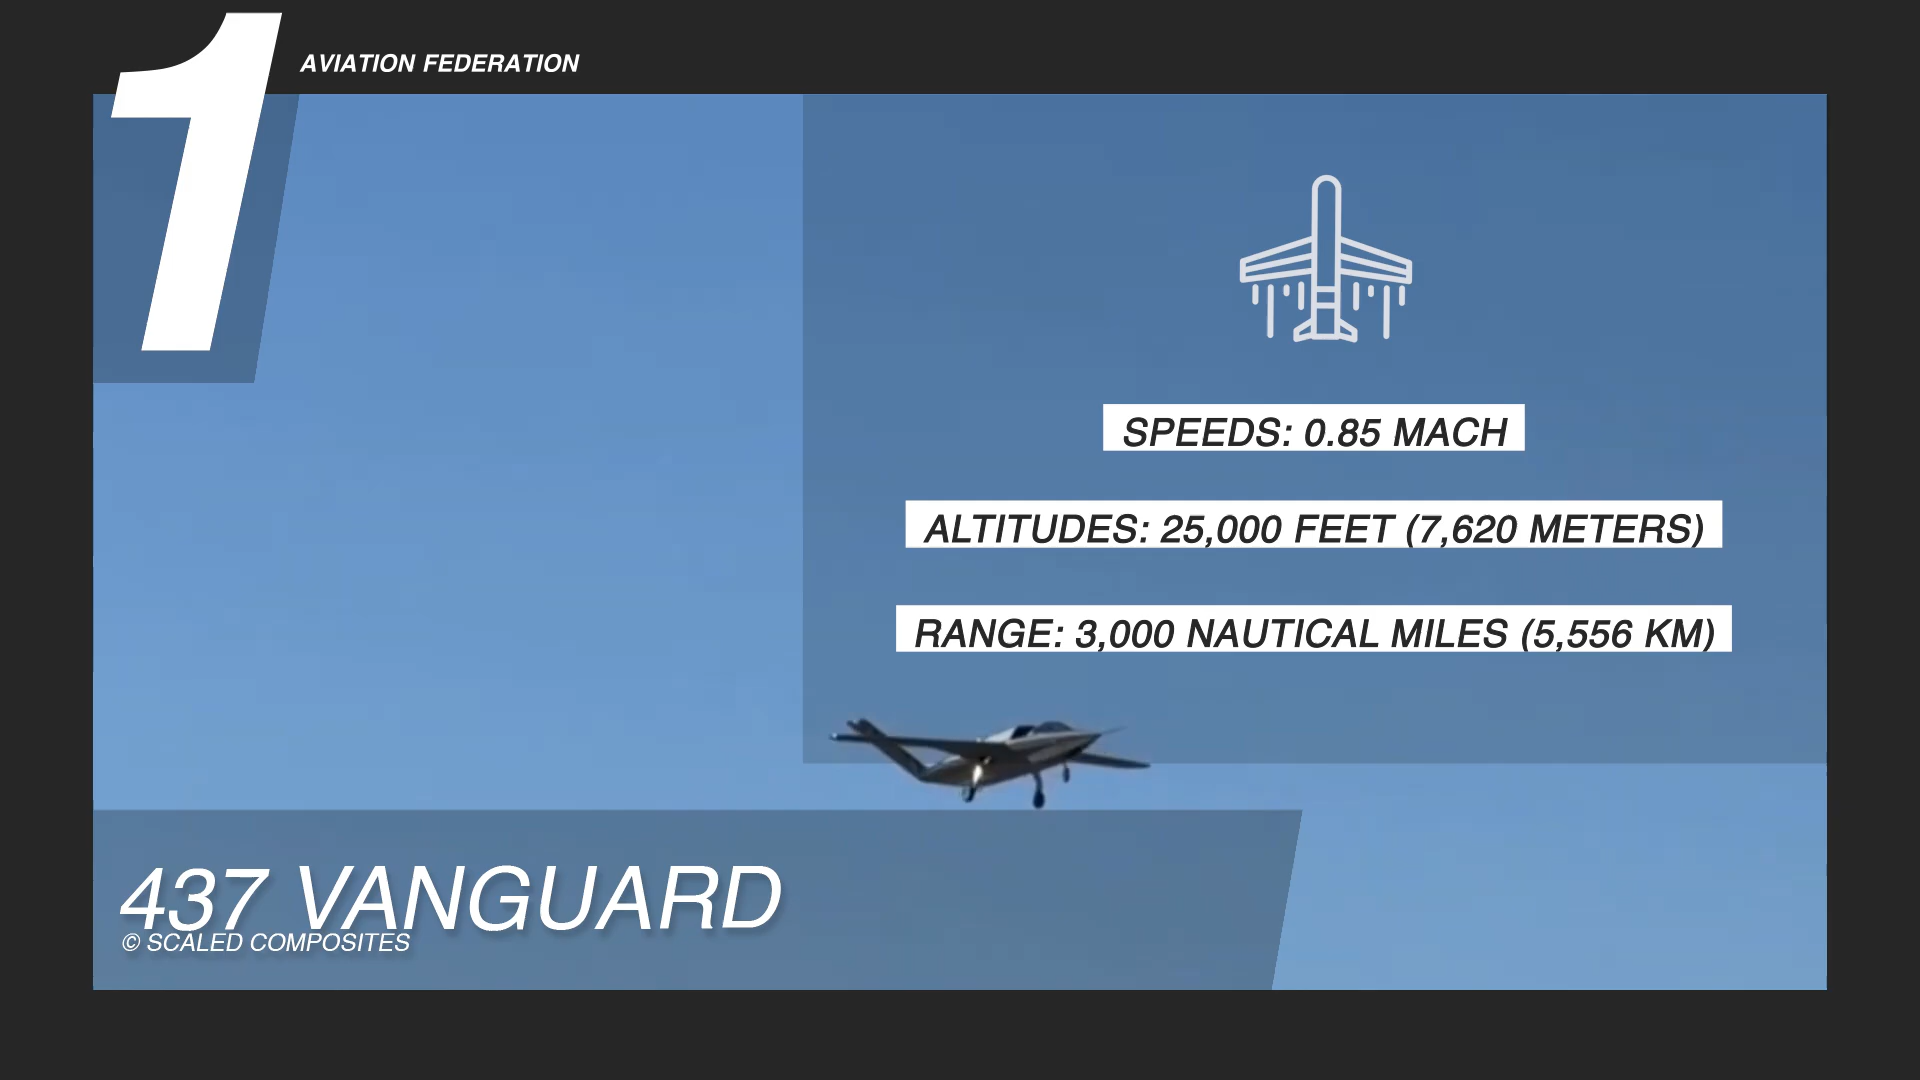 1
AVIATION FEDERATION
SPEEDS: 0.85 MACH
ALTITUDES: 25,000 FEET (7,620 METERS)
RANGE: 3,000 NAUTICAL MILES (5,556 KM)
437 VANGUARD
© SCALED COMPOSITES